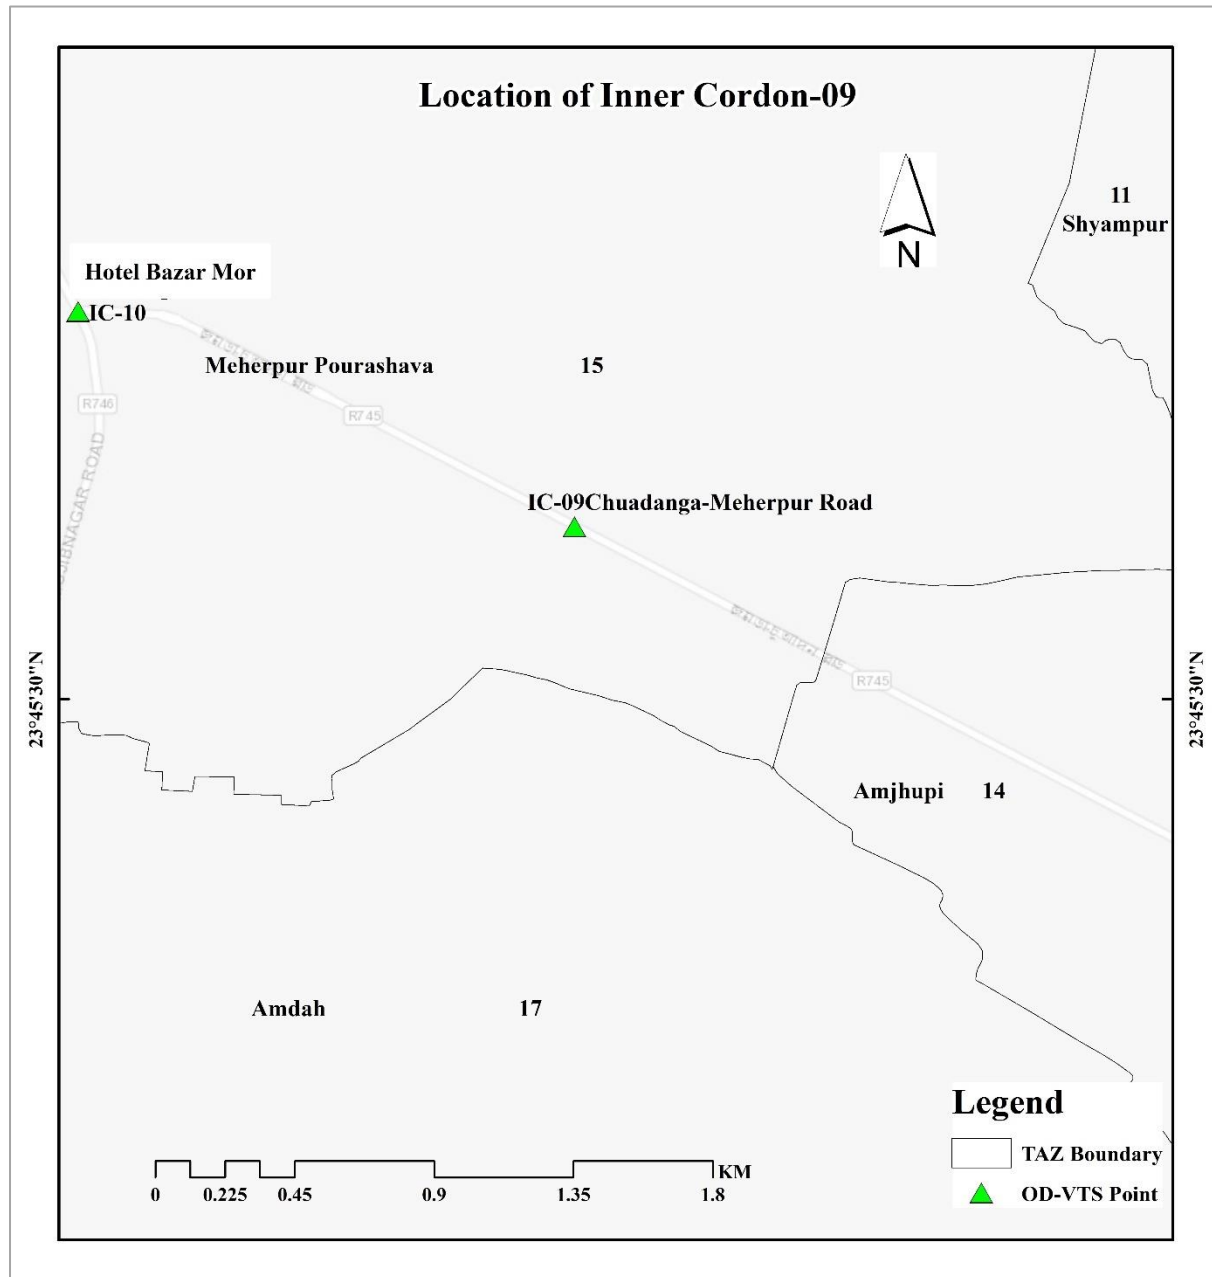 Location of Inner Cordon-09
11
Shyampur
N
Hotel Bazar Mor
IC-10
Meherpur Pourashava 15
R746
R745
IC-09Chuadanga-Meherpur Road
R745
23°45'30"N
23°45'30"N
Amjhupi 14
Amdah 17
Legend
TAZ Boundary
OD-VTS Point
KM
0 0.225 0.45 0.9 1.35 1.8